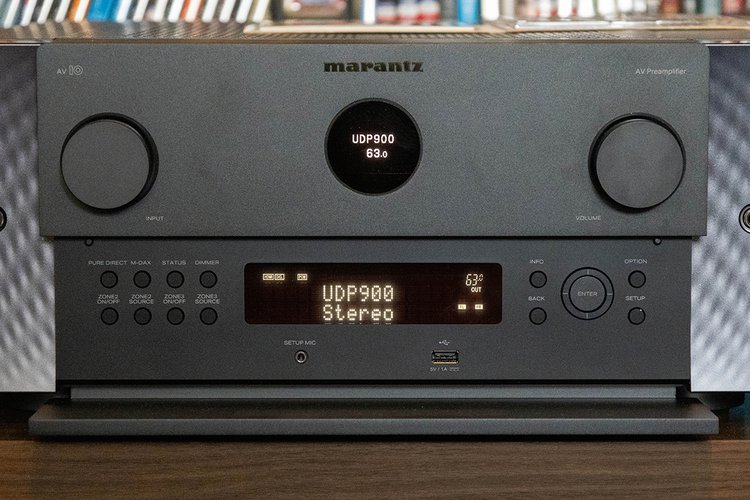 marantz
AV 10
AV Preamplifier
UDP900
63.0
INPUT
VOLUME
PURE DIRECT M-DAX STATUS DIMMER
ZONE2 ON/OFF
ZONE2 SOURCE
ZONE3 ON/OFF
ZONE3 SOURCE
UDP900
Stereo
63.0
OUT
INFO
OPTION
BACK
ENTER
SETUP
SETUP MIC
5V / 1A